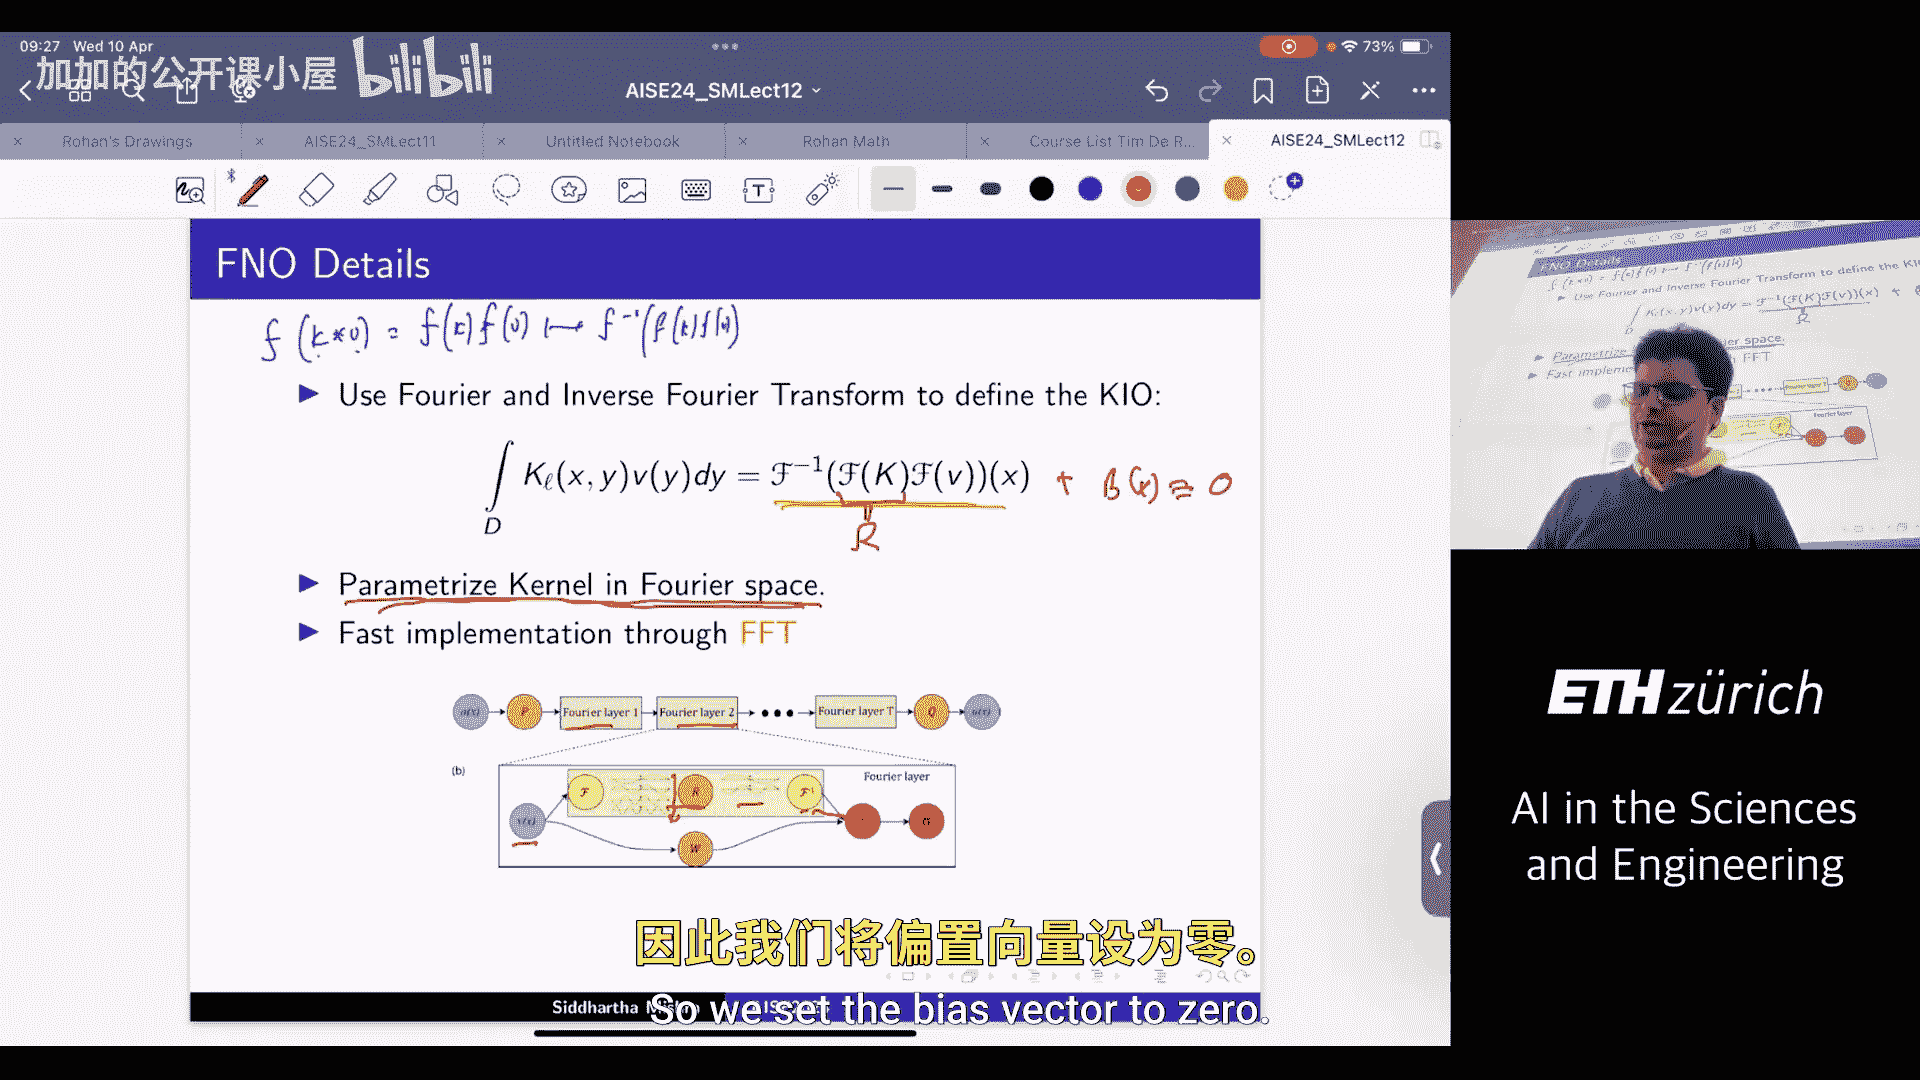 09:27 Wed 10 Apr
73%
加加的公开课小屋 bilibili
AISE24_SMLect12
Rohan's Drawings
AISE24_SMLect11
Untitled Notebook
Rohan Math
Course List Tim De R...
AISE24_SMLect12
FNO Details
f (k*v) = f(k) f(v) ↦ f⁻¹(f(k)f(v))
▶ Use Fourier and Inverse Fourier Transform to define the KIO:
∫_D K_ℓ(x, y)v(y)dy = ℱ⁻¹(ℱ(K)ℱ(v))(x) + B(x) ≡ 0
R
▶ Parametrize Kernel in Fourier space.
▶ Fast implementation through FFT
P Fourier layer 1 Fourier layer 2 ••• Fourier layer T Q
(b)
Fourier layer
ℱ R ℱ⁻¹
v(x)
W
因此我们将偏置向量设为零。
So we set the bias vector to zero.
Siddhartha
ETH zürich
AI in the Sciences
and Engineering